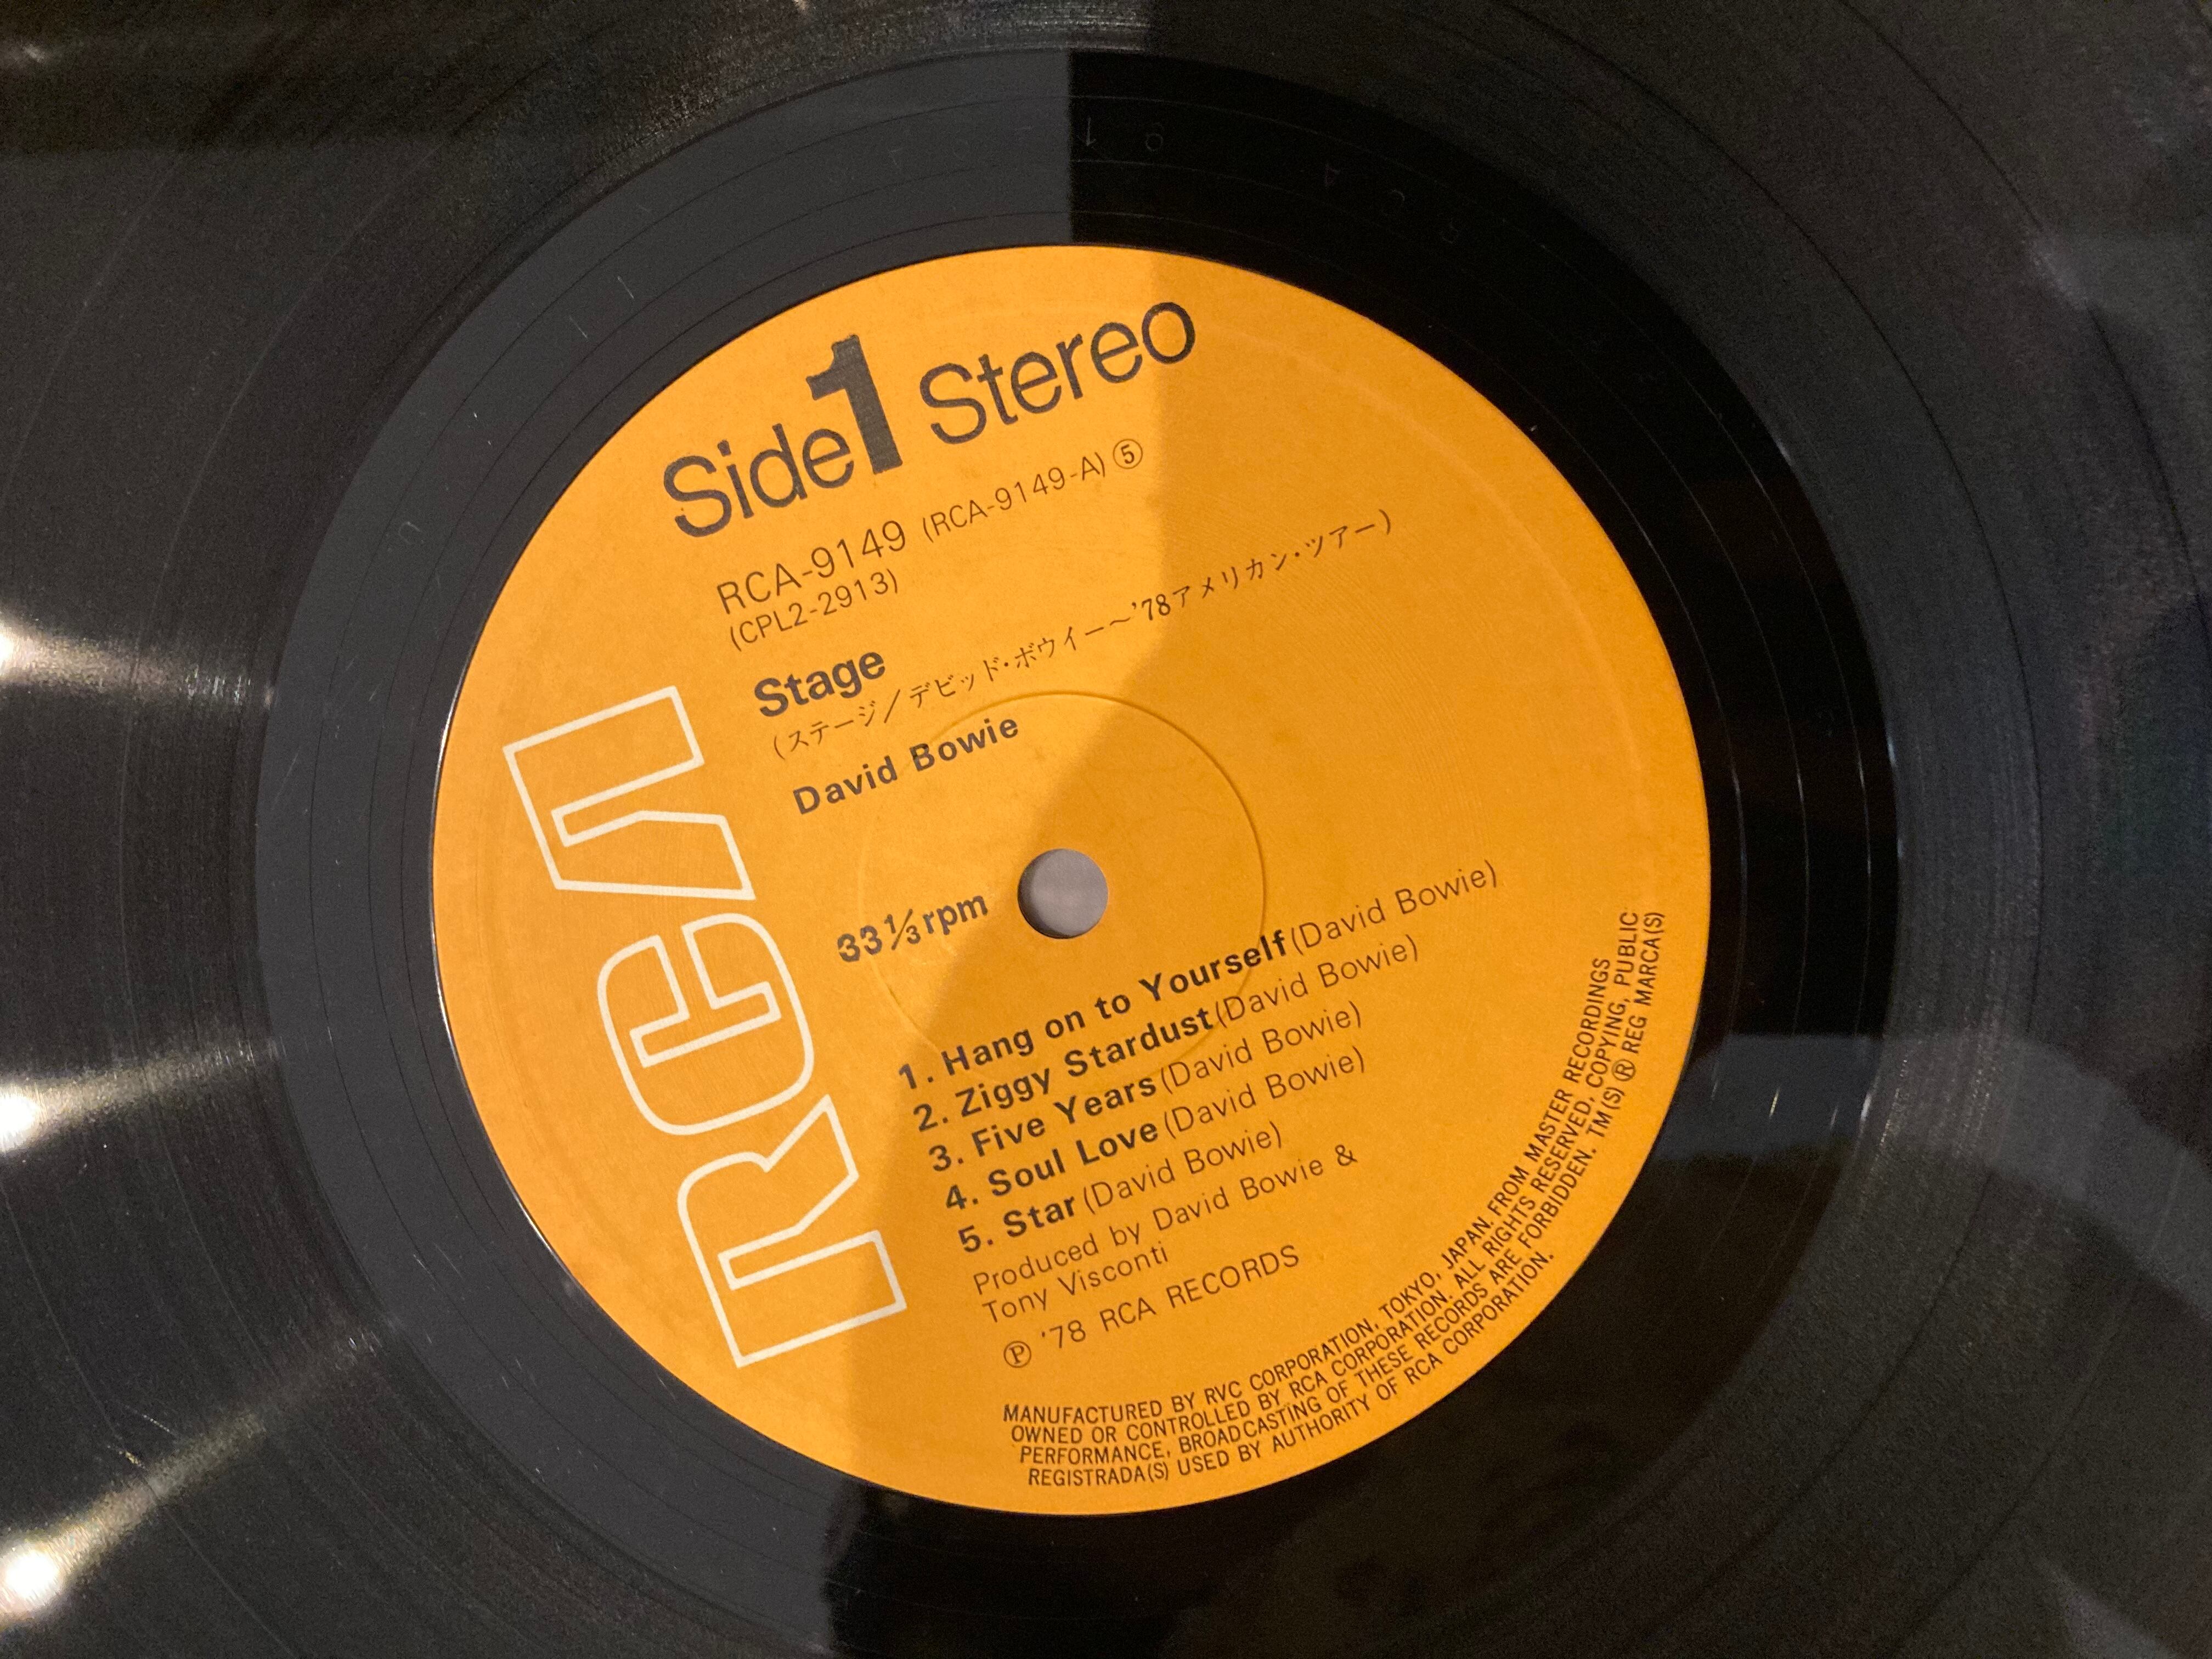 Side 1 Stereo
RCA-9149 (RCA-9149-A) ⑤
(CPL2-2913)
Stage
(ステージ/デビッド・ボウイー〜'78アメリカン・ツアー)
David Bowie
RCA
33⅓rpm
1. Hang on to Yourself (David Bowie)
2. Ziggy Stardust (David Bowie)
3. Five Years (David Bowie)
4. Soul Love (David Bowie)
5. Star (David Bowie)
Produced by David Bowie &
Tony Visconti
Ⓟ '78 RCA RECORDS
MANUFACTURED BY RVC CORPORATION, TOKYO, JAPAN. FROM MASTER RECORDINGS
OWNED OR CONTROLLED BY RCA CORPORATION. ALL RIGHTS RESERVED, COPYING, PUBLIC
PERFORMANCE, BROADCASTING OF THESE RECORDS ARE FORBIDDEN. TM(S) ® REG MARCA(S)
REGISTRADA(S) USED BY AUTHORITY OF RCA CORPORATION.